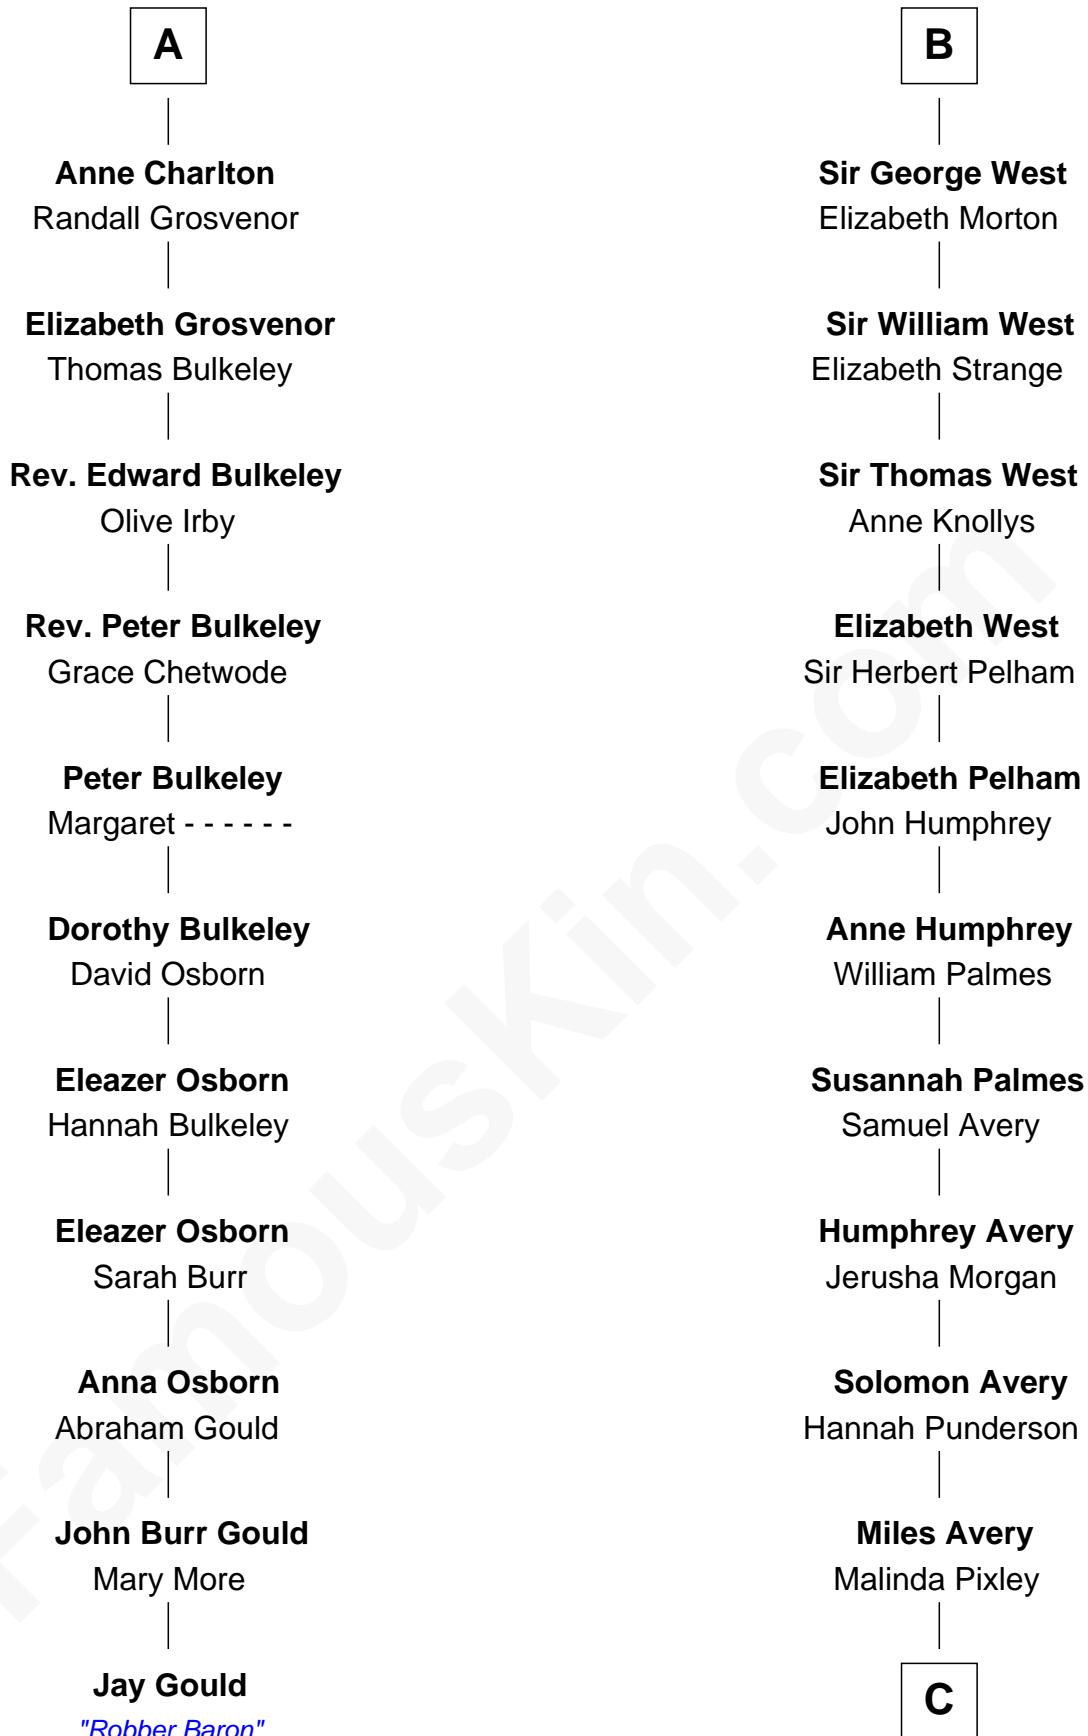 A
Anne Charlton
Randall Grosvenor
Elizabeth Grosvenor
Thomas Bulkeley
Rev. Edward Bulkeley
Olive Irby
Rev. Peter Bulkeley
Grace Chetwode
Peter Bulkeley
Margaret - - - - - -
Dorothy Bulkeley
David Osborn
Eleazer Osborn
Hannah Bulkeley
Eleazer Osborn
Sarah Burr
Anna Osborn
Abraham Gould
John Burr Gould
Mary More
Jay Gould
"Robber Baron"
B
Sir George West
Elizabeth Morton
Sir William West
Elizabeth Strange
Sir Thomas West
Anne Knollys
Elizabeth West
Sir Herbert Pelham
Elizabeth Pelham
John Humphrey
Anne Humphrey
William Palmes
Susannah Palmes
Samuel Avery
Humphrey Avery
Jerusha Morgan
Solomon Avery
Hannah Punderson
Miles Avery
Malinda Pixley
C
FamousKin.com